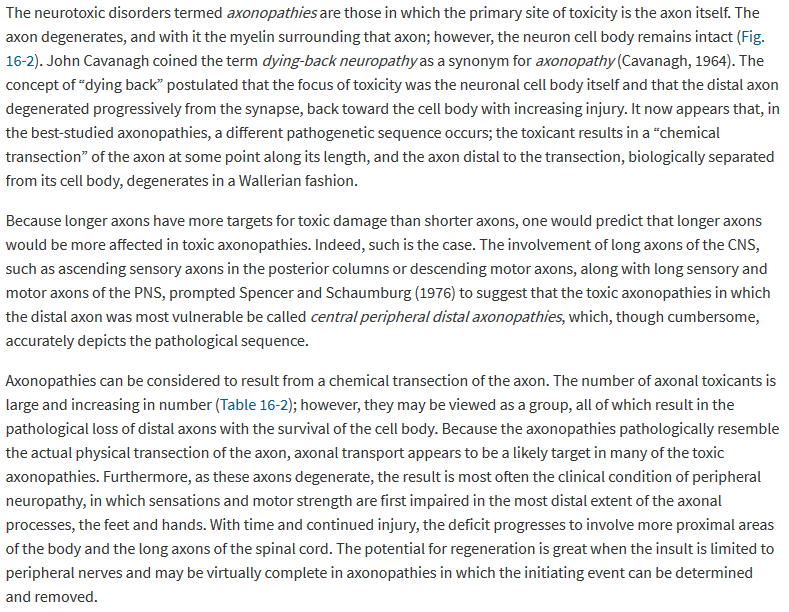 The neurotoxic disorders termed axonopathies are those in which the primary site of toxicity is the axon itself. The
axon degenerates, and with it the myelin surrounding that axon; however, the neuron cell body remains intact (Fig.
16-2). John Cavanagh coined the term dying-back neuropathy as a synonym for axonopathy (Cavanagh, 1964). The
concept of “dying back” postulated that the focus of toxicity was the neuronal cell body itself and that the distal axon
degenerated progressively from the synapse, back toward the cell body with increasing injury. It now appears that, in
the best-studied axonopathies, a different pathogenetic sequence occurs; the toxicant results in a “chemical
transection” of the axon at some point along its length, and the axon distal to the transection, biologically separated
from its cell body, degenerates in a Wallerian fashion.
Because longer axons have more targets for toxic damage than shorter axons, one would predict that longer axons
would be more affected in toxic axonopathies. Indeed, such is the case. The involvement of long axons of the CNS,
such as ascending sensory axons in the posterior columns or descending motor axons, along with long sensory and
motor axons of the PNS, prompted Spencer and Schaumburg (1976) to suggest that the toxic axonopathies in which
the distal axon was most vulnerable be called central peripheral distal axonopathies, which, though cumbersome,
accurately depicts the pathological sequence.
Axonopathies can be considered to result from a chemical transection of the axon. The number of axonal toxicants is
large and increasing in number (Table 16-2); however, they may be viewed as a group, all of which result in the
pathological loss of distal axons with the survival of the cell body. Because the axonopathies pathologically resemble
the actual physical transection of the axon, axonal transport appears to be a likely target in many of the toxic
axonopathies. Furthermore, as these axons degenerate, the result is most often the clinical condition of peripheral
neuropathy, in which sensations and motor strength are first impaired in the most distal extent of the axonal
processes, the feet and hands. With time and continued injury, the deficit progresses to involve more proximal areas
of the body and the long axons of the spinal cord. The potential for regeneration is great when the insult is limited to
peripheral nerves and may be virtually complete in axonopathies in which the initiating event can be determined
and removed.